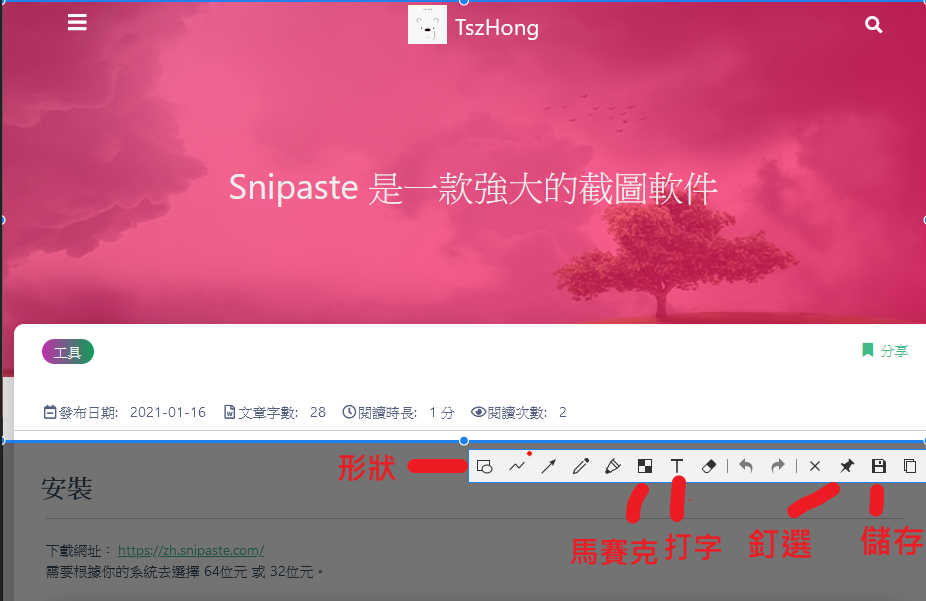 TszHong
Snipaste 是一款強大的截圖軟件
工具
分享
發布日期: 2021-01-16 文章字數: 28 閱讀時長: 1 分 閱讀次數: 2
形狀
安裝
馬賽克 打字 釘選 儲存
下載網址： https://zh.snipaste.com/
需要根據你的系統去選擇 64位元 或 32位元。